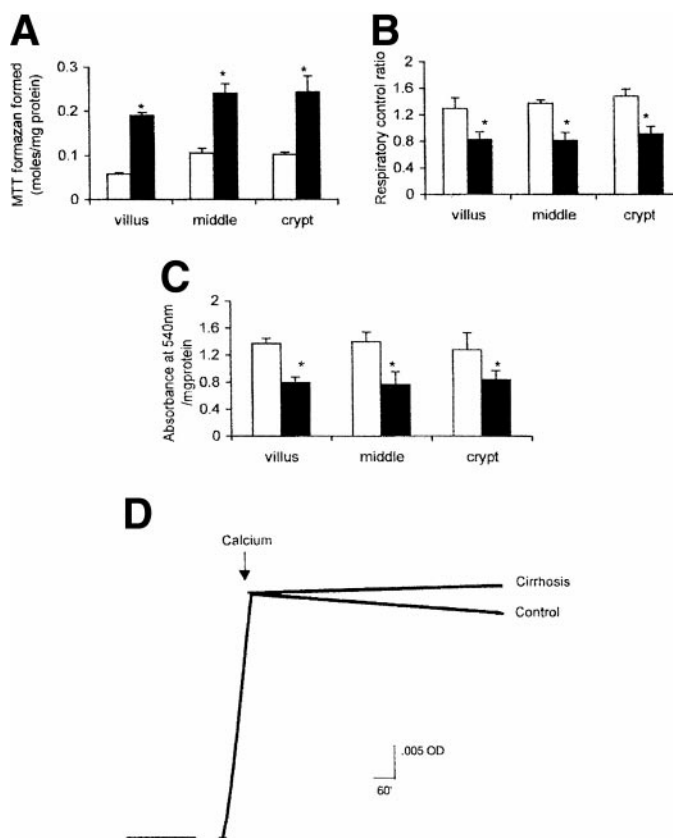 A
MTT formazan formed
(moles/mg protein)
0.3
0.2
0.1
0
*
*
*
villus middle crypt
B
Respiratory control ratio
2
1.6
1.2
0.8
0.4
0
*
*
*
villus middle crypt
C
Absorbance at 540nm
/mgprotein
2
1.6
1.2
0.8
0.4
0
*
*
*
villus middle crypt
D
Calcium
Cirrhosis
Control
.005 OD
60'